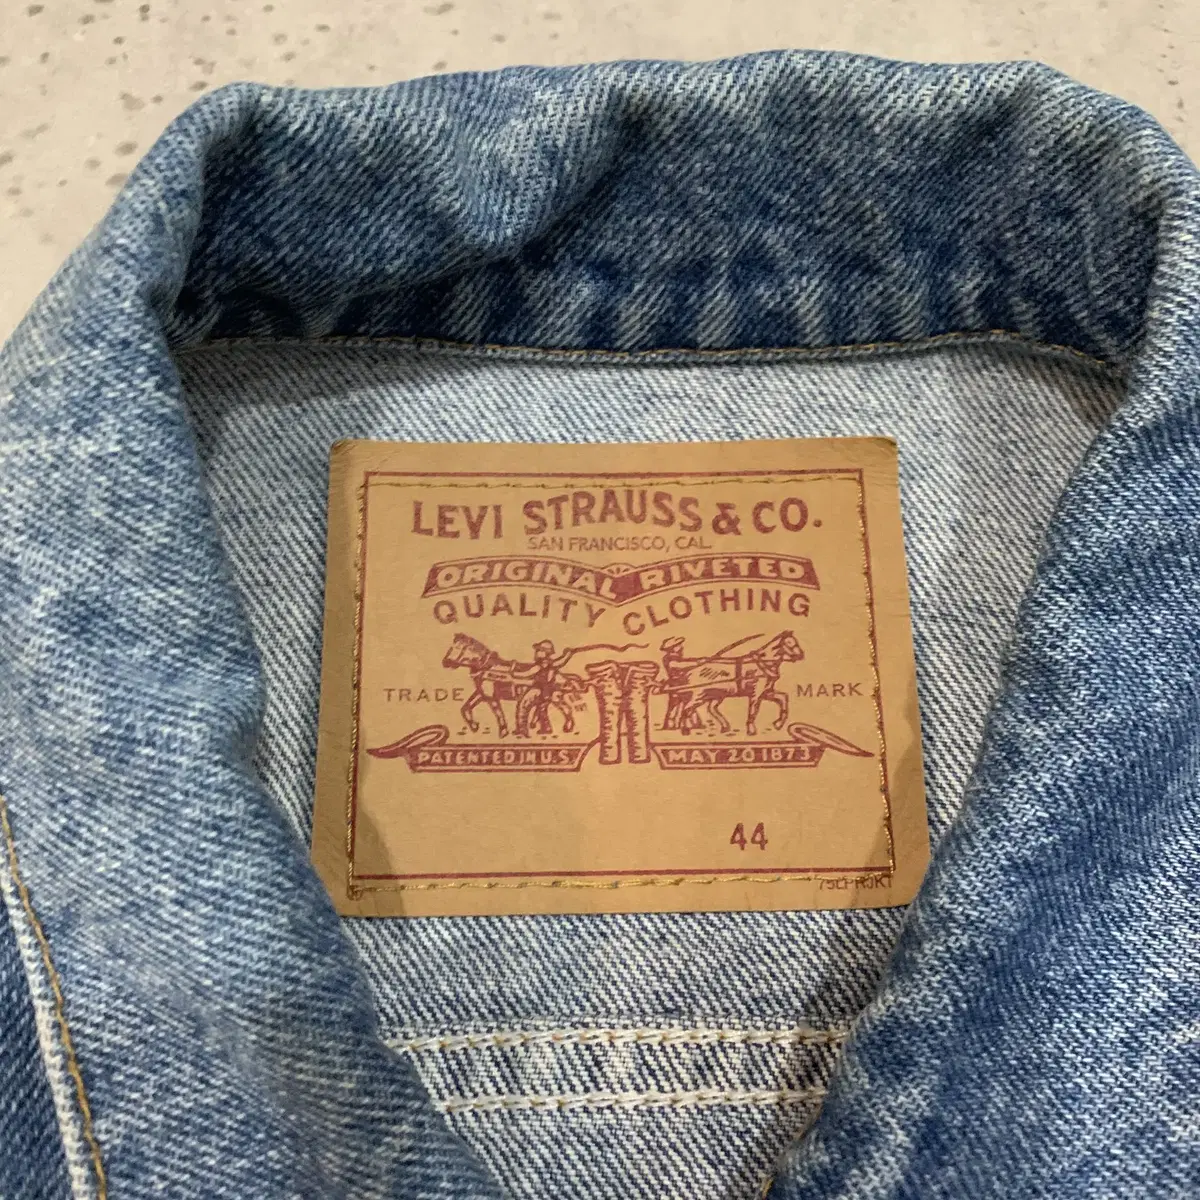 LEVI STRAUSS & CO.
SAN FRANCISCO, CAL.
ORIGINAL RIVETED
QUALITY CLOTHING
TRADE MARK
PATENTED IN U.S.
MAY 20 1873
44